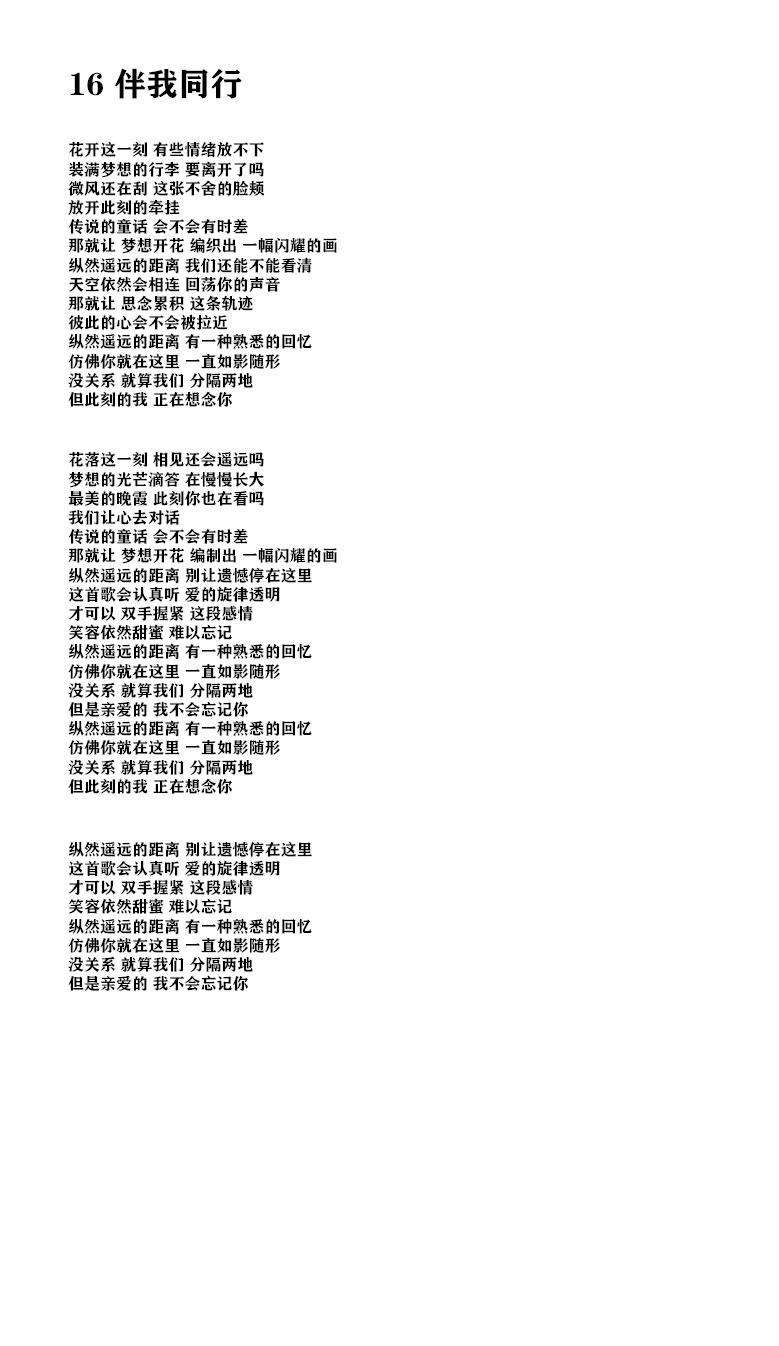 16 伴我同行
花开这一刻 有些情绪放不下
装满梦想的行李 要离开了吗
微风还在刮 这张不舍的脸颊
放开此刻的牵挂
传说的童话 会不会有时差
那就让 梦想开花 编织出 一幅闪耀的画
纵然遥远的距离 我们还能不能看清
天空依然会相连 回荡你的声音
那就让 思念累积 这条轨迹
彼此的心会不会被拉近
纵然遥远的距离 有一种熟悉的回忆
仿佛你就在这里 一直如影随形
没关系 就算我们 分隔两地
但此刻的我 正在想念你
花落这一刻 相见还会遥远吗
梦想的光芒滴答 在慢慢长大
最美的晚霞 此刻你也在看吗
我们让心去对话
传说的童话 会不会有时差
那就让 梦想开花 编制出 一幅闪耀的画
纵然遥远的距离 别让遗憾停在这里
这首歌会认真听 爱的旋律透明
才可以 双手握紧 这段感情
笑容依然甜蜜 难以忘记
纵然遥远的距离 有一种熟悉的回忆
仿佛你就在这里 一直如影随形
没关系 就算我们 分隔两地
但是亲爱的 我不会忘记你
纵然遥远的距离 有一种熟悉的回忆
仿佛你就在这里 一直如影随形
没关系 就算我们 分隔两地
但此刻的我 正在想念你
纵然遥远的距离 别让遗憾停在这里
这首歌会认真听 爱的旋律透明
才可以 双手握紧 这段感情
笑容依然甜蜜 难以忘记
纵然遥远的距离 有一种熟悉的回忆
仿佛你就在这里 一直如影随形
没关系 就算我们 分隔两地
但是亲爱的 我不会忘记你